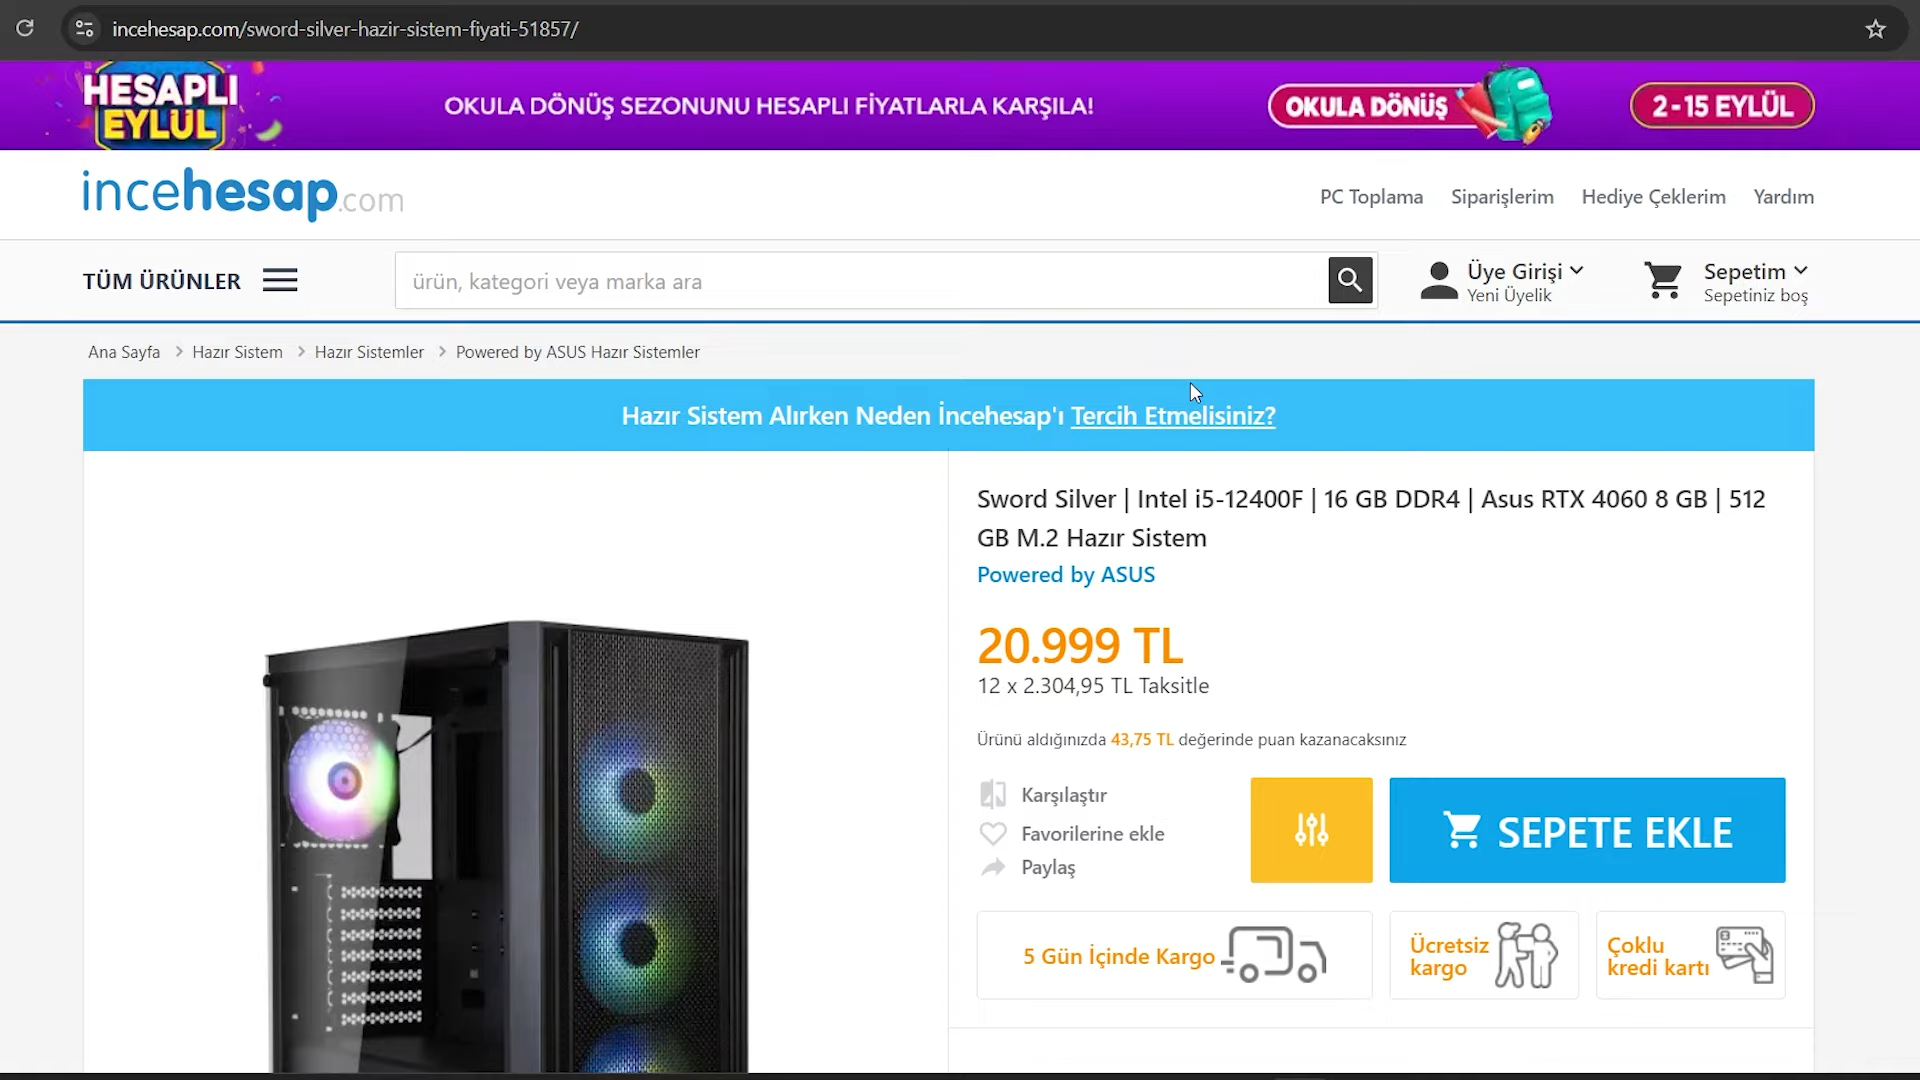 incehesap.com/sword-silver-hazir-sistem-fiyati-51857/
HESAPLI
EYLÜL
OKULA DÖNÜŞ SEZONUNU HESAPLI FİYATLARLA KARŞILA!
OKULA DÖNÜŞ
2-15 EYLÜL
incehesap.com
PC Toplama
Siparişlerim
Hediye Çeklerim
Yardım
TÜM ÜRÜNLER
ürün, kategori veya marka ara
Üye Girişi
Yeni Üyelik
Sepetim
Sepetiniz boş
Ana Sayfa > Hazır Sistem > Hazır Sistemler > Powered by ASUS Hazır Sistemler
Hazır Sistem Alırken Neden İncehesap'ı Tercih Etmelisiniz?
Sword Silver | Intel i5-12400F | 16 GB DDR4 | Asus RTX 4060 8 GB | 512
GB M.2 Hazır Sistem
Powered by ASUS
20.999 TL
12 x 2.304,95 TL Taksitle
Ürünü aldığınızda 43,75 TL değerinde puan kazanacaksınız
Karşılaştır
Favorilerine ekle
Paylaş
SEPETE EKLE
5 Gün İçinde Kargo
Ücretsiz
kargo
Çoklu
kredi kartı